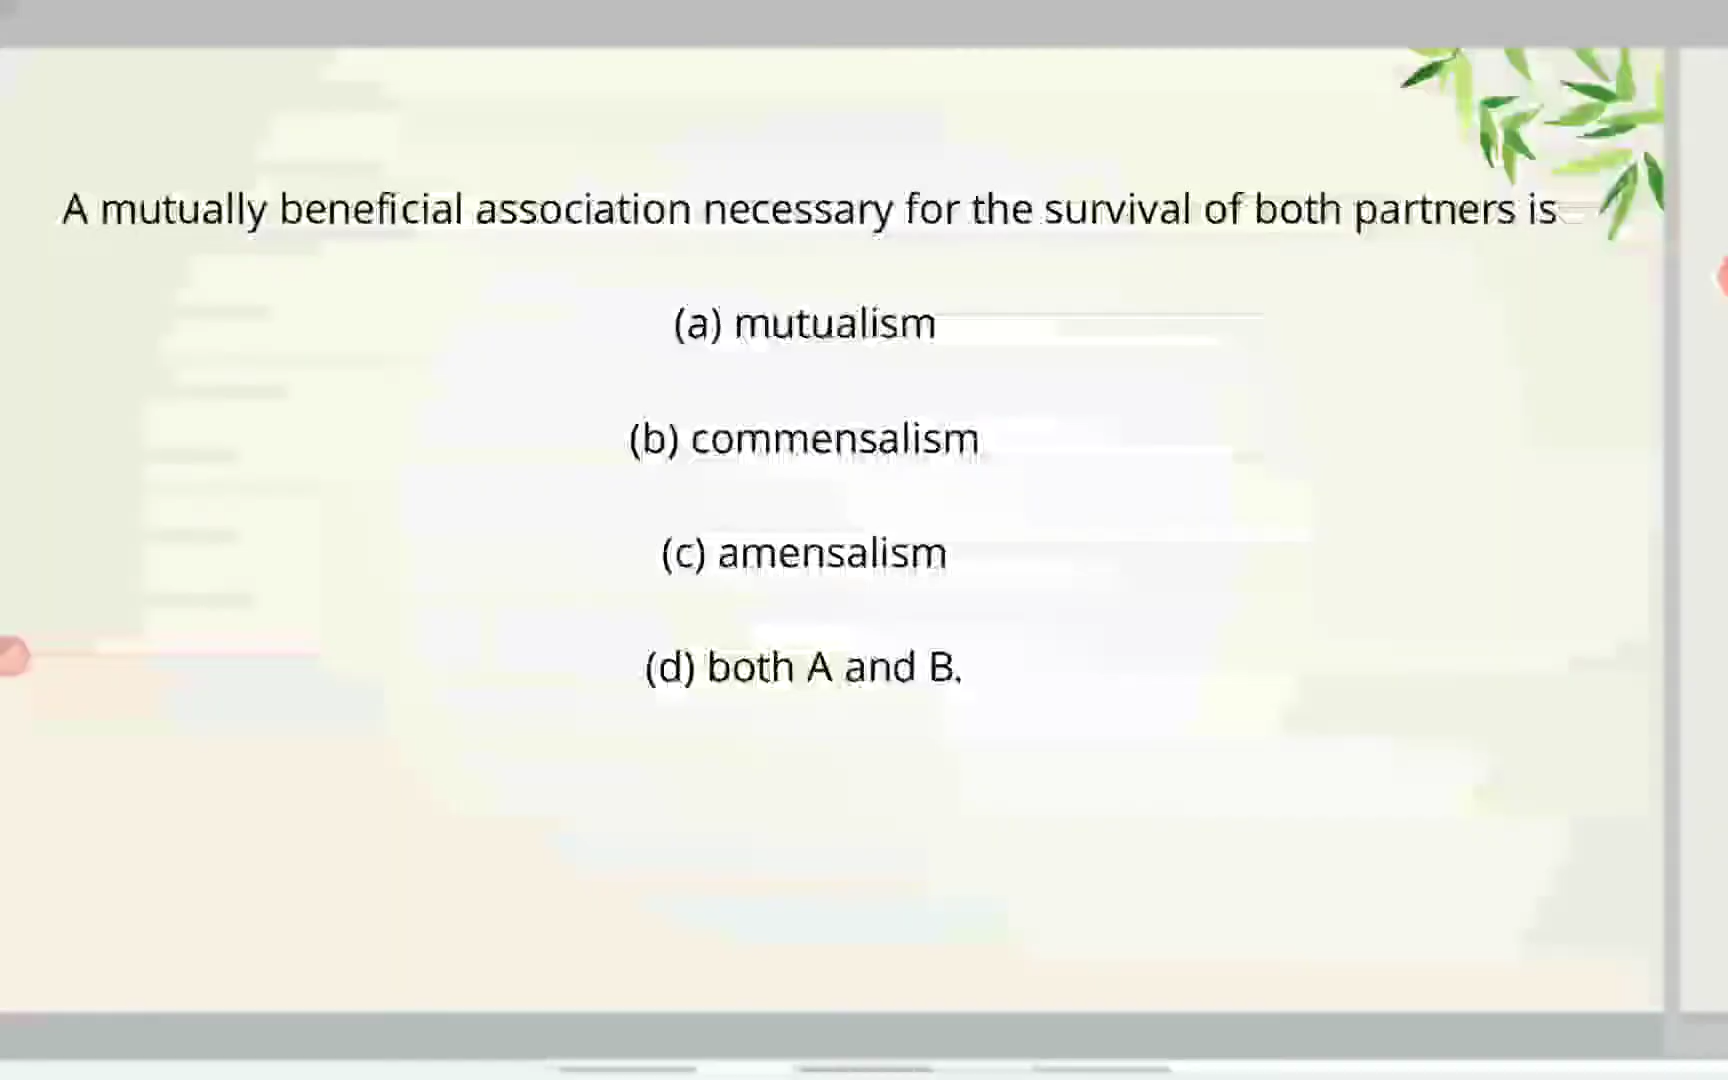 A mutually beneficial association necessary for the survival of both partners is
(a) mutualism
(b) commensalism
(c) amensalism
(d) both A and B.